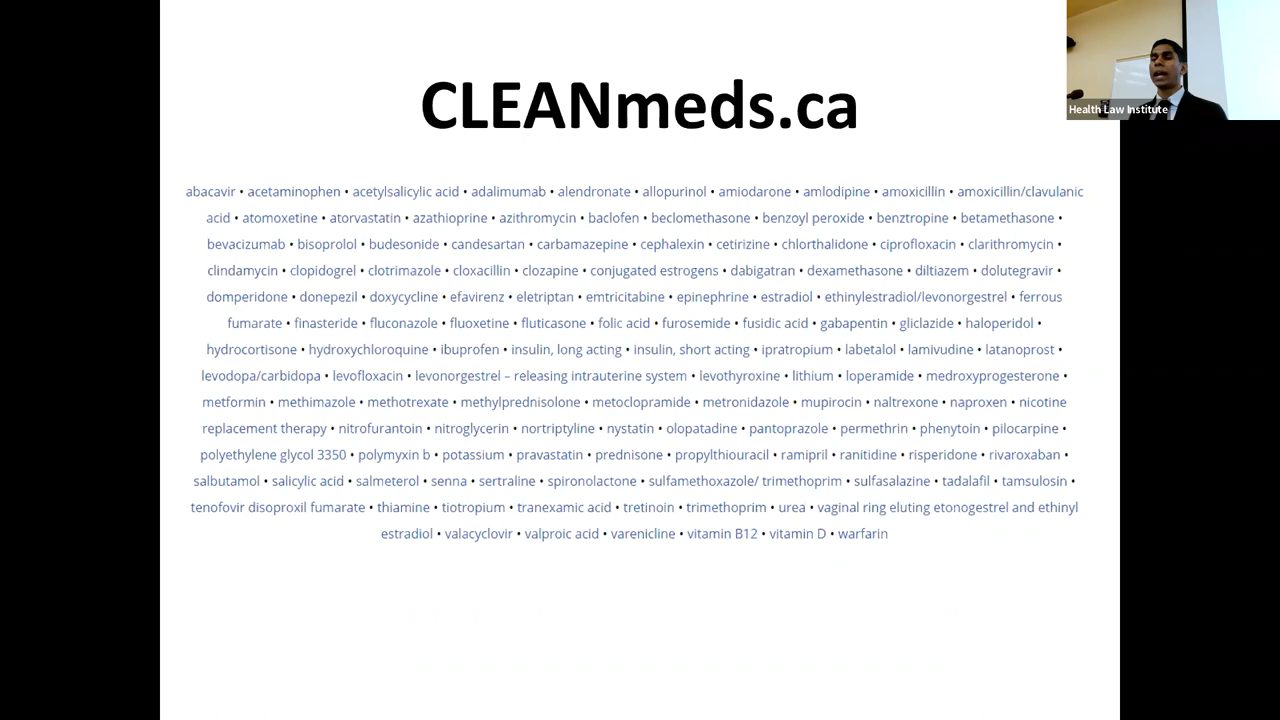 CLEANmeds.ca
Health Law Institute
abacavir • acetaminophen • acetylsalicylic acid • adalimumab • alendronate • allopurinol • amiodarone • amlodipine • amoxicillin • amoxicillin/clavulanic
acid • atomoxetine • atorvastatin • azathioprine • azithromycin • baclofen • beclomethasone • benzoyl peroxide • benztropine • betamethasone •
bevacizumab • bisoprolol • budesonide • candesartan • carbamazepine • cephalexin • cetirizine • chlorthalidone • ciprofloxacin • clarithromycin •
clindamycin • clopidogrel • clotrimazole • cloxacillin • clozapine • conjugated estrogens • dabigatran • dexamethasone • diltiazem • dolutegravir •
domperidone • donepezil • doxycycline • efavirenz • eletriptan • emtricitabine • epinephrine • estradiol • ethinylestradiol/levonorgestrel • ferrous
fumarate • finasteride • fluconazole • fluoxetine • fluticasone • folic acid • furosemide • fusidic acid • gabapentin • gliclazide • haloperidol •
hydrocortisone • hydroxychloroquine • ibuprofen • insulin, long acting • insulin, short acting • ipratropium • labetalol • lamivudine • latanoprost •
levodopa/carbidopa • levofloxacin • levonorgestrel – releasing intrauterine system • levothyroxine • lithium • loperamide • medroxyprogesterone •
metformin • methimazole • methotrexate • methylprednisolone • metoclopramide • metronidazole • mupirocin • naltrexone • naproxen • nicotine
replacement therapy • nitrofurantoin • nitroglycerin • nortriptyline • nystatin • olopatadine • pantoprazole • permethrin • phenytoin • pilocarpine •
polyethylene glycol 3350 • polymyxin b • potassium • pravastatin • prednisone • propylthiouracil • ramipril • ranitidine • risperidone • rivaroxaban •
salbutamol • salicylic acid • salmeterol • senna • sertraline • spironolactone • sulfamethoxazole/ trimethoprim • sulfasalazine • tadalafil • tamsulosin •
tenofovir disoproxil fumarate • thiamine • tiotropium • tranexamic acid • tretinoin • trimethoprim • urea • vaginal ring eluting etonogestrel and ethinyl
estradiol • valacyclovir • valproic acid • varenicline • vitamin B12 • vitamin D • warfarin